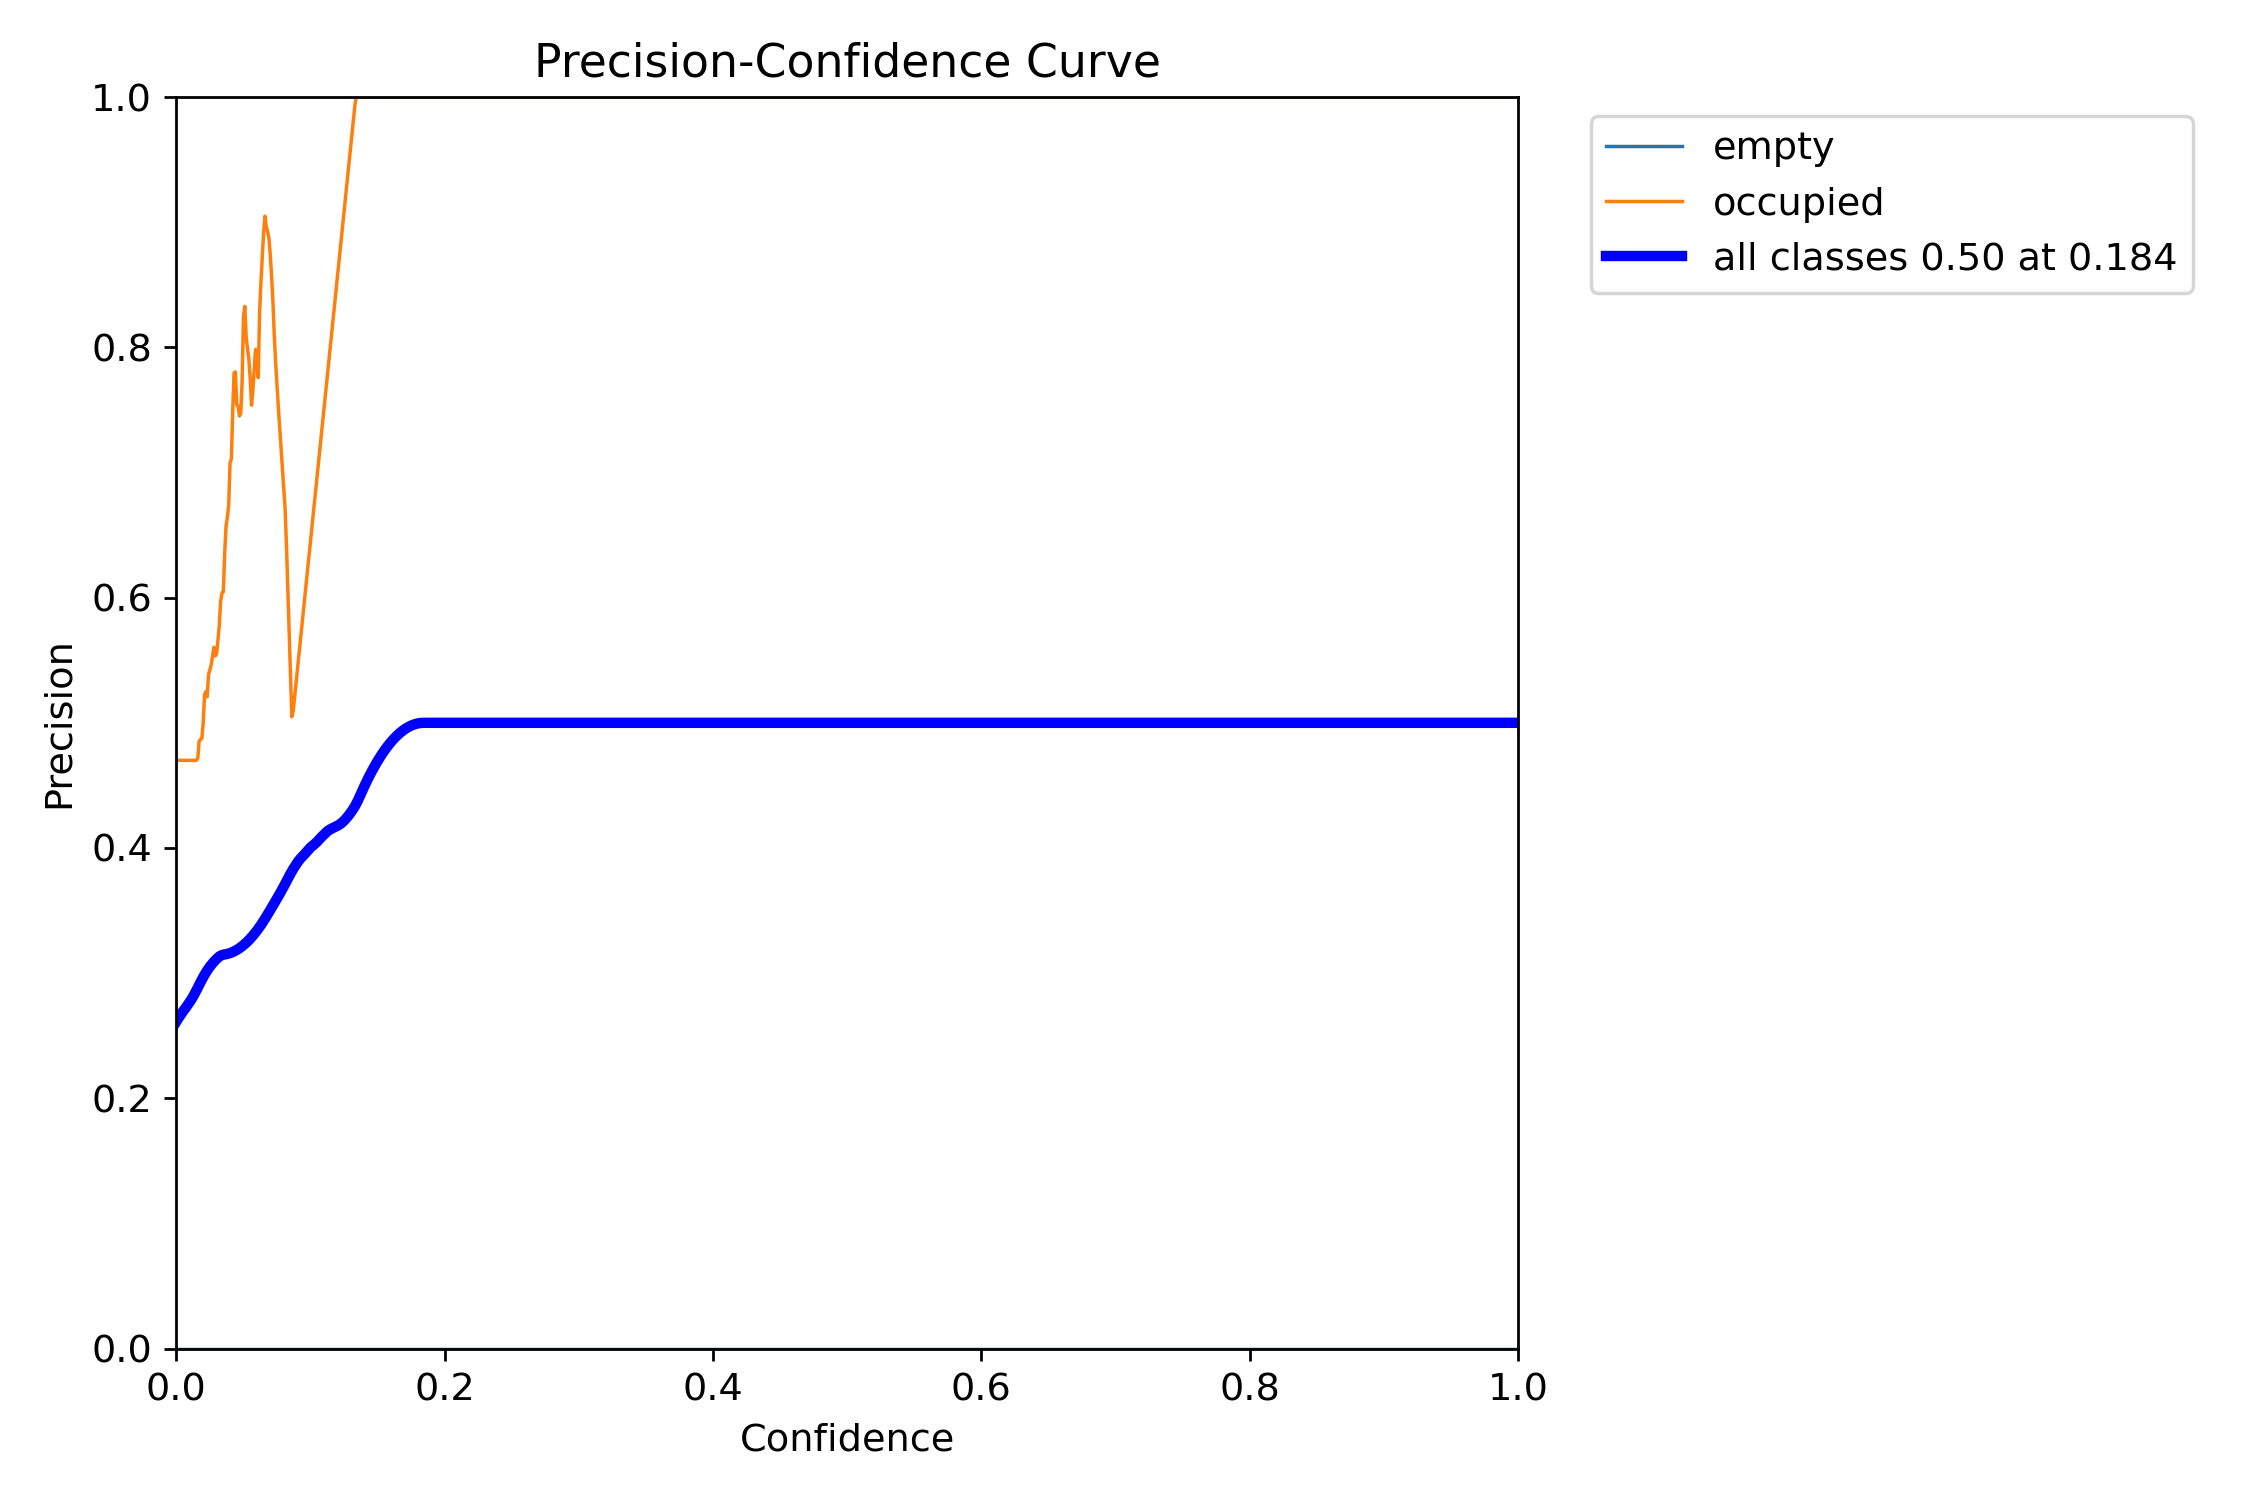 Precision-Confidence Curve
1.0
0.8
0.6
0.4
0.2
0.0
Precision
0.0 0.2 0.4 0.6 0.8 1.0
Confidence
empty
occupied
all classes 0.50 at 0.184